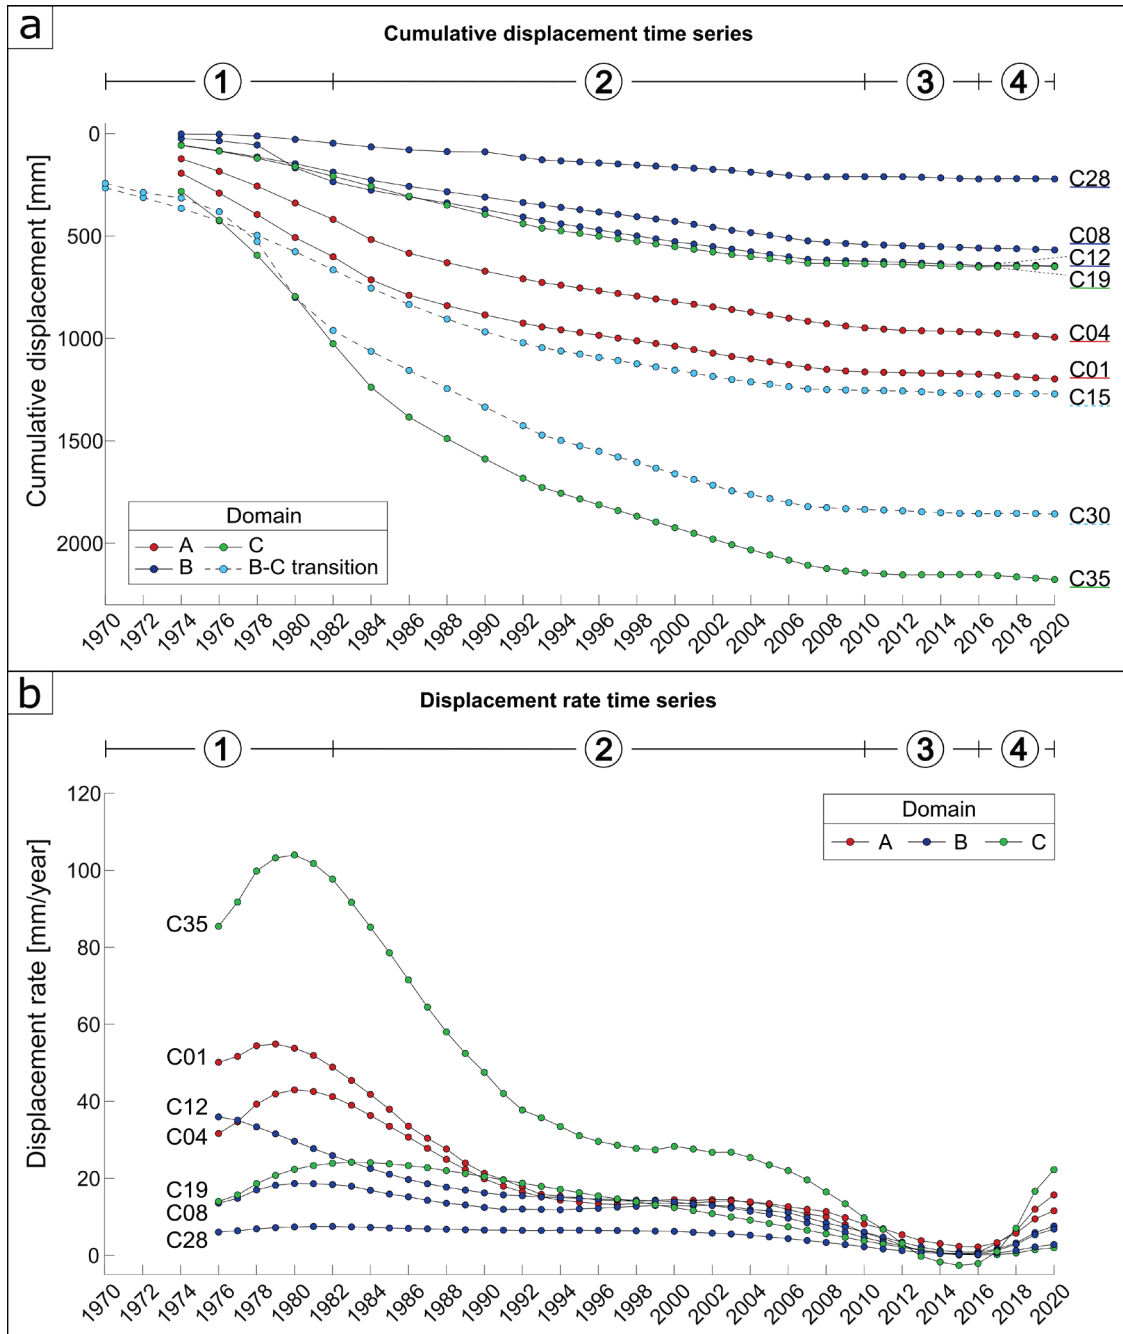 a
Cumulative displacement time series
1 2 3 4
Cumulative displacement [mm]
0
500
1000
1500
2000
C28
C08
C12
C19
C04
C01
C15
C30
C35
Domain
A C
B B-C transition
1970 1972 1974 1976 1978 1980 1982 1984 1986 1988 1990 1992 1994 1996 1998 2000 2002 2004 2006 2008 2010 2012 2014 2016 2018 2020
b
Displacement rate time series
1 2 3 4
Displacement rate [mm/year]
120
100
80
60
40
20
0
Domain
A B C
C35
C01
C12
C04
C19
C08
C28
1970 1972 1974 1976 1978 1980 1982 1984 1986 1988 1990 1992 1994 1996 1998 2000 2002 2004 2006 2008 2010 2012 2014 2016 2018 2020